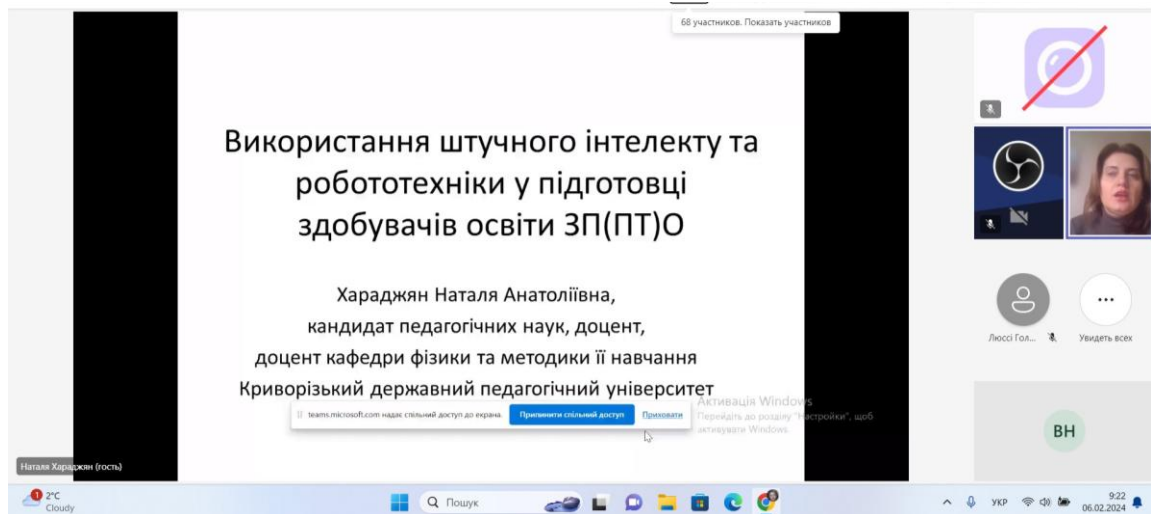 68 участников. Показать участников
Використання штучного інтелекту та
робототехніки у підготовці
здобувачів освіти ЗП(ПТ)О
Хараджян Наталя Анатоліївна,
кандидат педагогічних наук, доцент,
доцент кафедри фізики та методики її навчання
Криворізький державний педагогічний університет
teams.microsoft.com надає спільний доступ до екрана.
Припинити спільний доступ
Приховати
Активація Windows
Перейдіть до розділу "Настройки", щоб
активувати Windows.
Наталя Хараджян (гость)
Люссі Гол...
Увидеть всех
ВН
1
2°C
Cloudy
Пошук
УКР
9:22
06.02.2024